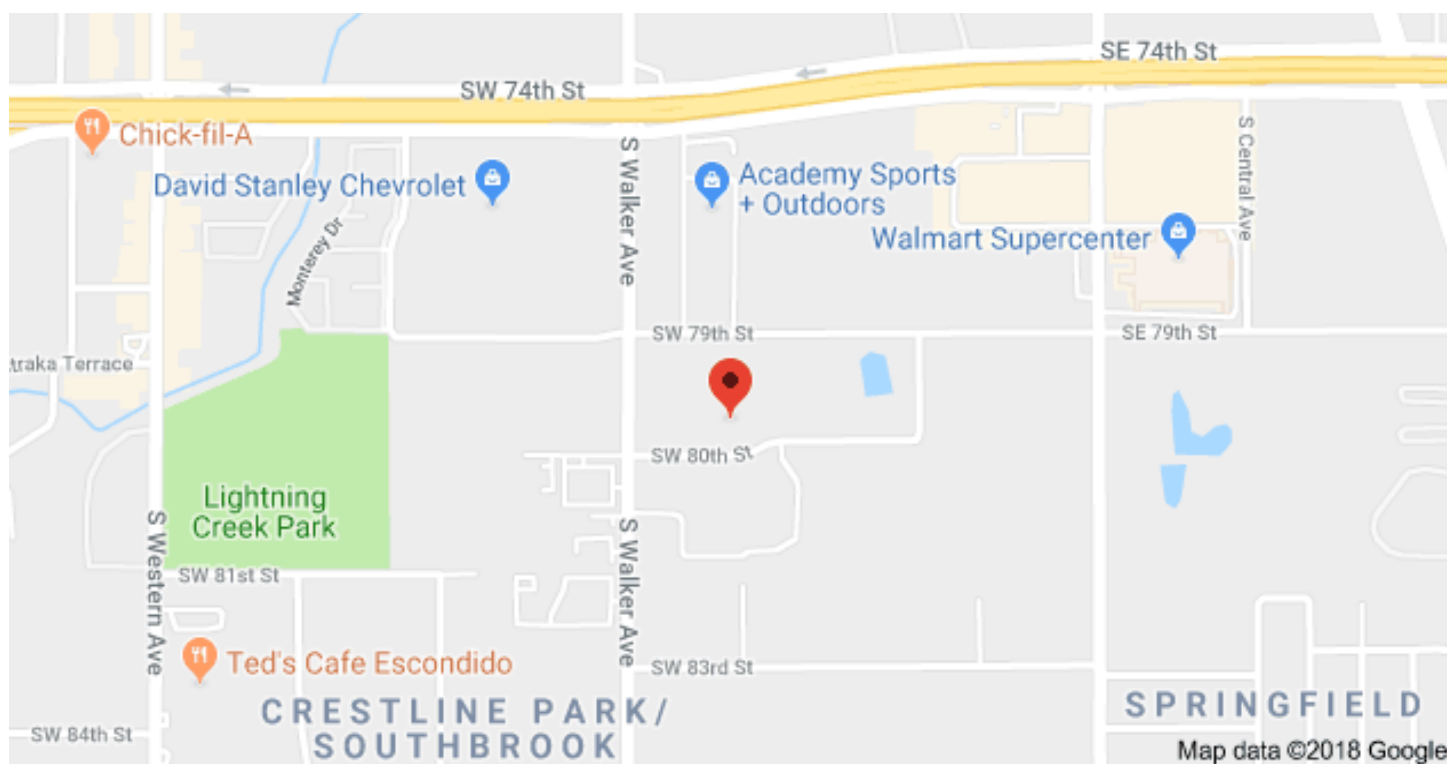 SE 74th St
SW 74th St
Chick-fil-A
David Stanley Chevrolet
S Walker Ave
Academy Sports
+ Outdoors
S Central Ave
Walmart Supercenter
Monterey Dr
SW 79th St
SE 79th St
traka Terrace
SW 80th St
Lightning
Creek Park
S Western Ave
S Walker Ave
SW 81st St
Ted's Cafe Escondido
SW 83rd St
CRESTLINE PARK/
SOUTHBROOK
SPRINGFIELD
SW 84th St
Map data ©2018 Google